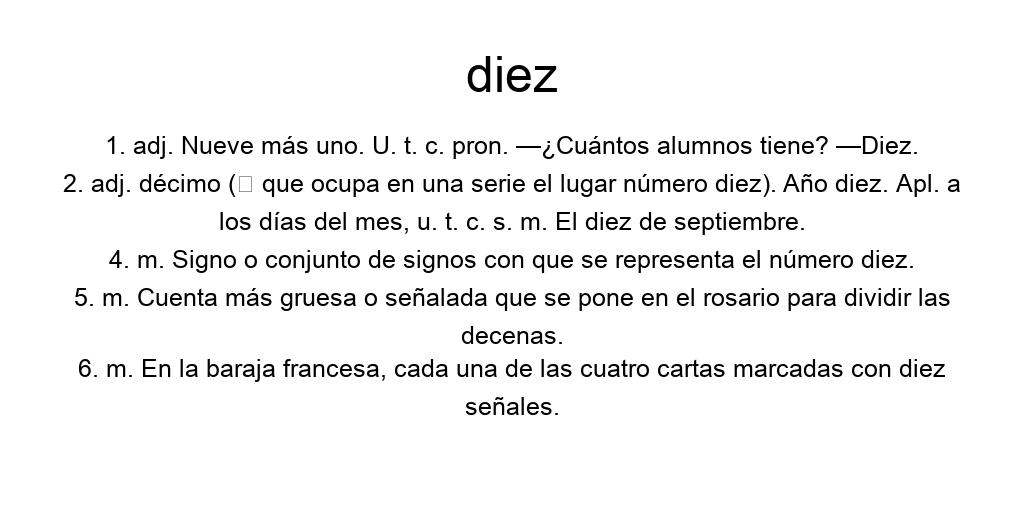 diez
1. adj. Nueve más uno. U. t. c. pron. —¿Cuántos alumnos tiene? —Diez.
2. adj. décimo (▯ que ocupa en una serie el lugar número diez). Año diez. Apl. a
los días del mes, u. t. c. s. m. El diez de septiembre.
4. m. Signo o conjunto de signos con que se representa el número diez.
5. m. Cuenta más gruesa o señalada que se pone en el rosario para dividir las
decenas.
6. m. En la baraja francesa, cada una de las cuatro cartas marcadas con diez
señales.